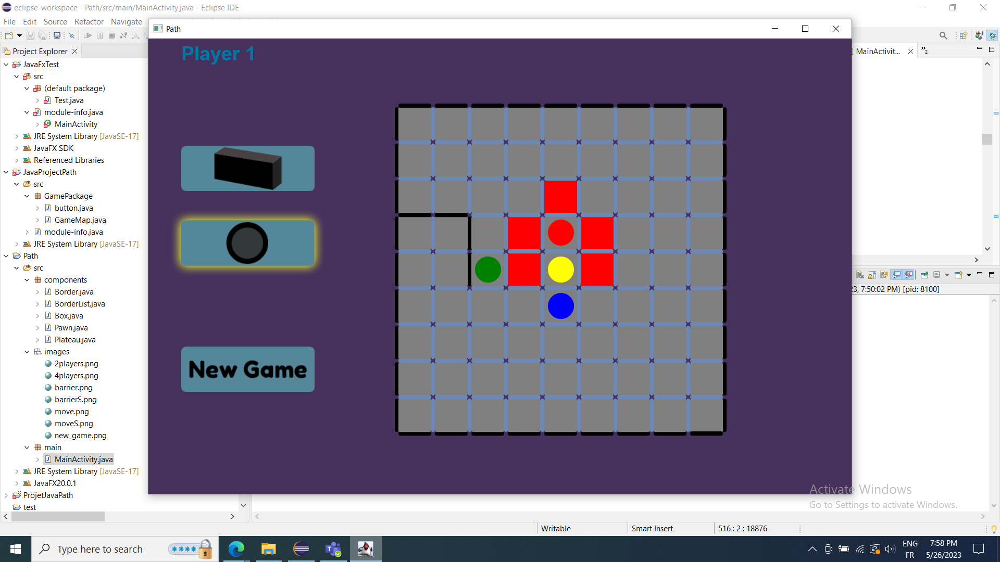 eclipse-workspace - Path/src/main/MainActivity.java - Eclipse IDE
File Edit Source Refactor Navigate
Path
Project Explorer
MainActivit...
2
Player 1
JavaFxTest
src
(default package)
Test.java
module-info.java
MainActivity
JRE System Library [JavaSE-17]
JavaFX SDK
Referenced Libraries
JavaProjectPath
src
GamePackage
button.java
GameMap.java
module-info.java
JRE System Library [JavaSE-17]
Path
src
components
Border.java
BorderList.java
Box.java
Pawn.java
Plateau.java
images
2players.png
4players.png
barrier.png
barrierS.png
move.png
moveS.png
new_game.png
main
MainActivity.java
JRE System Library [JavaSE-17]
JavaFX20.0.1
ProjetJavaPath
test
New Game
23, 7:50:02 PM) [pid: 8100]
Activate Windows
Go to Settings to activate Windows.
Writable
Smart Insert
516 : 2 : 18876
Type here to search
ENG
FR
7:58 PM
5/26/2023